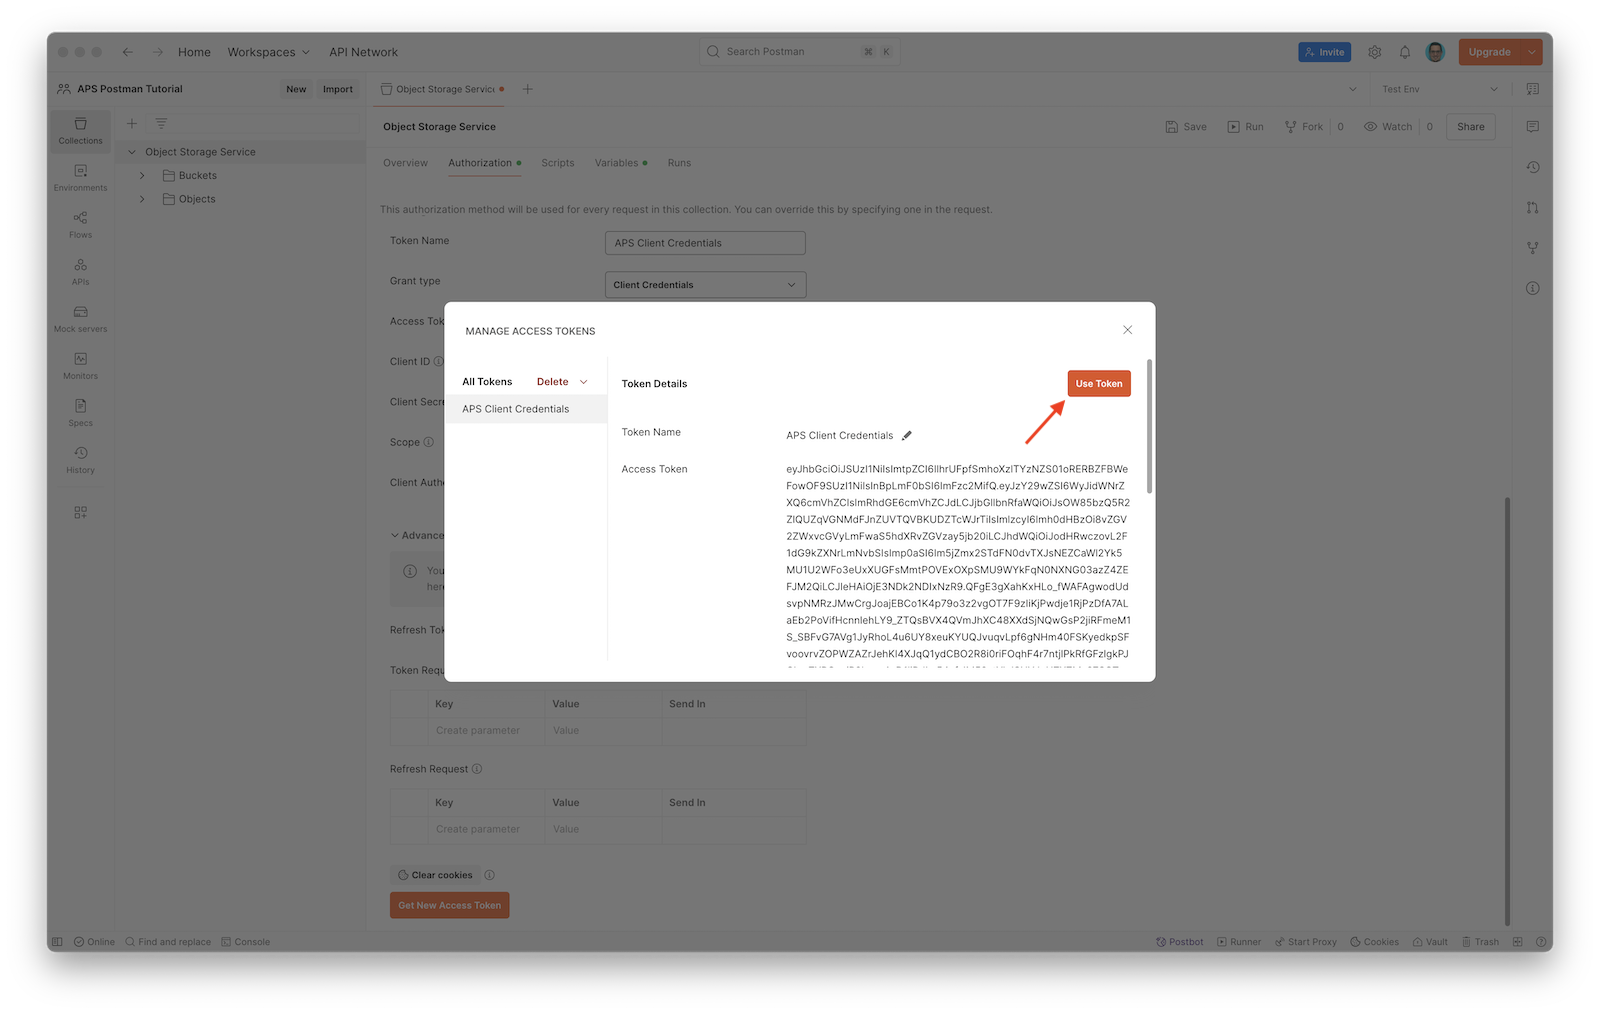 Home
Workspaces
API Network
Search Postman
⌘ K
Invite
Upgrade
APS Postman Tutorial
New
Import
Object Storage Service
Test Env
Collections
Environments
Flows
APIs
Mock servers
Monitors
Specs
History
Object Storage Service
Buckets
Objects
Object Storage Service
Save
Run
Fork 0
Watch 0
Share
Overview
Authorization
Scripts
Variables
Runs
This authorization method will be used for every request in this collection. You can override this by specifying one in the request.
Token Name
APS Client Credentials
Grant type
Client Credentials
Access Tok
Client ID
Client Secre
Scope
Client Authe
Advance
You
here
Refresh Tok
Token Requ
Key Value Send In
Create parameter Value
Refresh Request
Key Value Send In
Create parameter Value
Clear cookies
Get New Access Token
MANAGE ACCESS TOKENS
All Tokens
Delete
APS Client Credentials
Token Details
Use Token
Token Name
APS Client Credentials
Access Token
Online
Find and replace
Console
Postbot
Runner
Start Proxy
Cookies
Vault
Trash